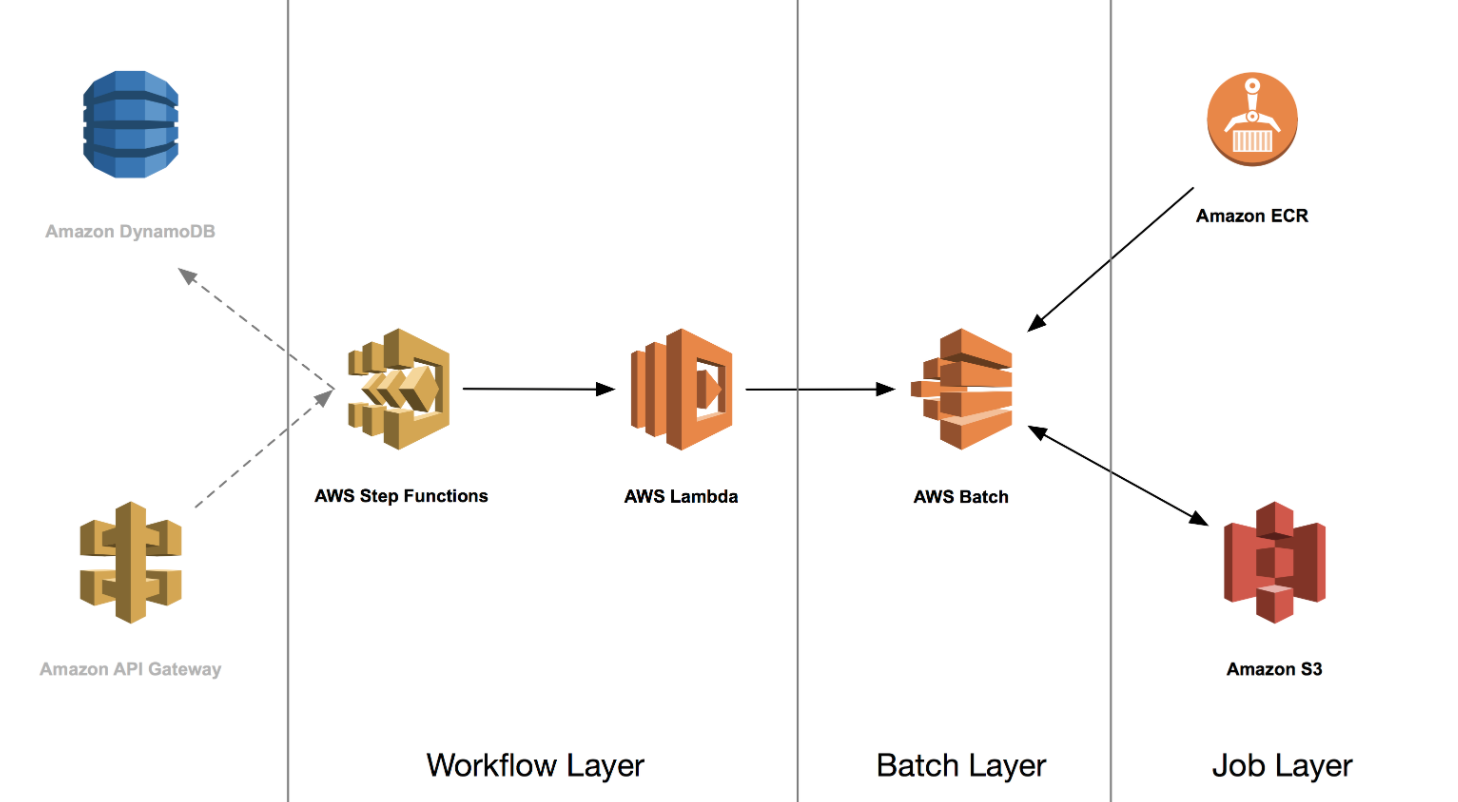 Amazon DynamoDB
Amazon ECR
AWS Step Functions
AWS Lambda
AWS Batch
Amazon API Gateway
Amazon S3
Workflow Layer
Batch Layer
Job Layer